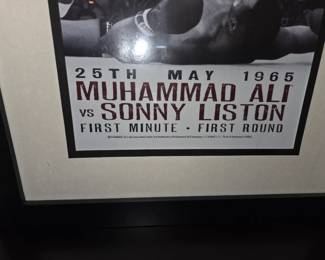 25TH MAY 1965
MUHAMMAD ALI
VS SONNY LISTON
FIRST MINUTE • FIRST ROUND